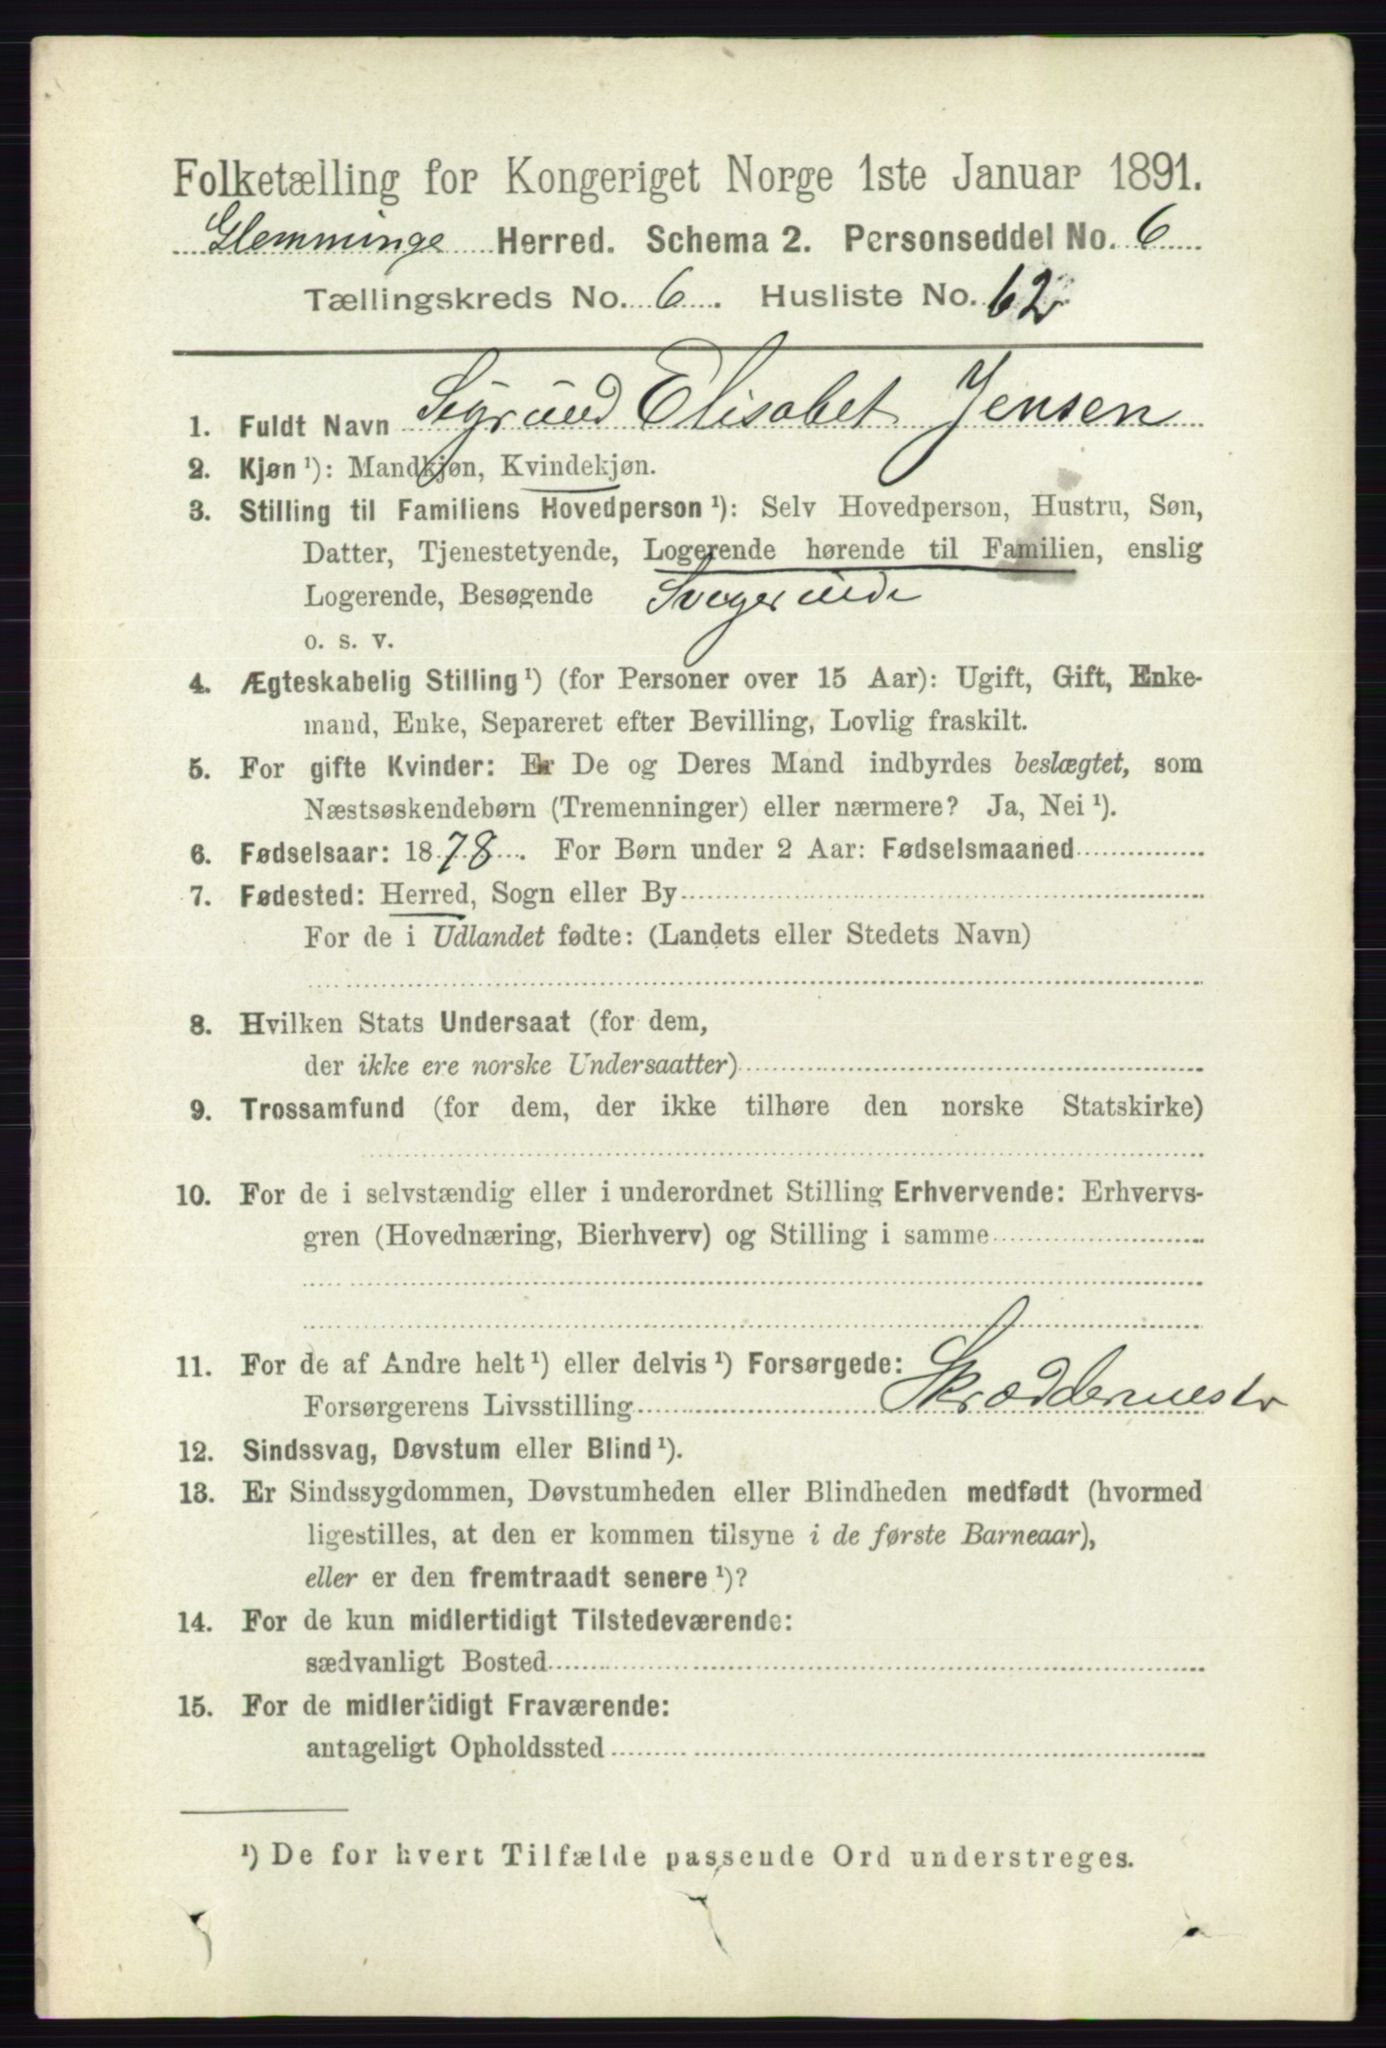 Folketælling for Kongeriget Norge 1ste Januar 1891.
Glemminge Herred. Schema 2. Personseddel No. 6
Tællingskreds No. 6. Husliste No. 62
1. Fuldt Navn Sigrund Elisabet Jensen
2. Kjøn ¹): Mandkjøn, Kvindekjøn.
3. Stilling til Familiens Hovedperson ¹): Selv Hovedperson, Hustru, Søn,
Datter, Tjenestetyende, Logerende hørende til Familien, enslig
Logerende, Besøgende
o. s. v.
4. Ægteskabelig Stilling ¹) (for Personer over 15 Aar): Ugift, Gift, Enke-
mand, Enke, Separeret efter Bevilling, Lovlig fraskilt.
5. For gifte Kvinder: Er De og Deres Mand indbyrdes beslægtet, som
Næstsøskendebørn (Tremenninger) eller nærmere? Ja, Nei ¹).
6. Fødselsaar: 1878. For Børn under 2 Aar: Fødselsmaaned
7. Fødested: Herred, Sogn eller By
For de i Udlandet fødte: (Landets eller Stedets Navn)
8. Hvilken Stats Undersaat (for dem,
der ikke ere norske Undersaatter)
9. Trossamfund (for dem, der ikke tilhøre den norske Statskirke)
10. For de i selvstændig eller i underordnet Stilling Erhvervende: Erhvervs-
gren (Hovednæring, Bierhverv) og Stilling i samme
11. For de af Andre helt ¹) eller delvis ¹) Forsørgede:
Forsørgerens Livsstilling Skræddermestr
12. Sindssvag, Døvstum eller Blind ¹).
13. Er Sindssygdommen, Døvstumheden eller Blindheden medfødt (hvormed
ligestilles, at den er kommen tilsyne i de første Barneaar),
eller er den fremtraadt senere ¹)?
14. For de kun midlertidigt Tilstedeværende:
sædvanligt Bosted
15. For de midlertidigt Fraværende:
antageligt Opholdssted
¹) De for hvert Tilfælde passende Ord understreges.